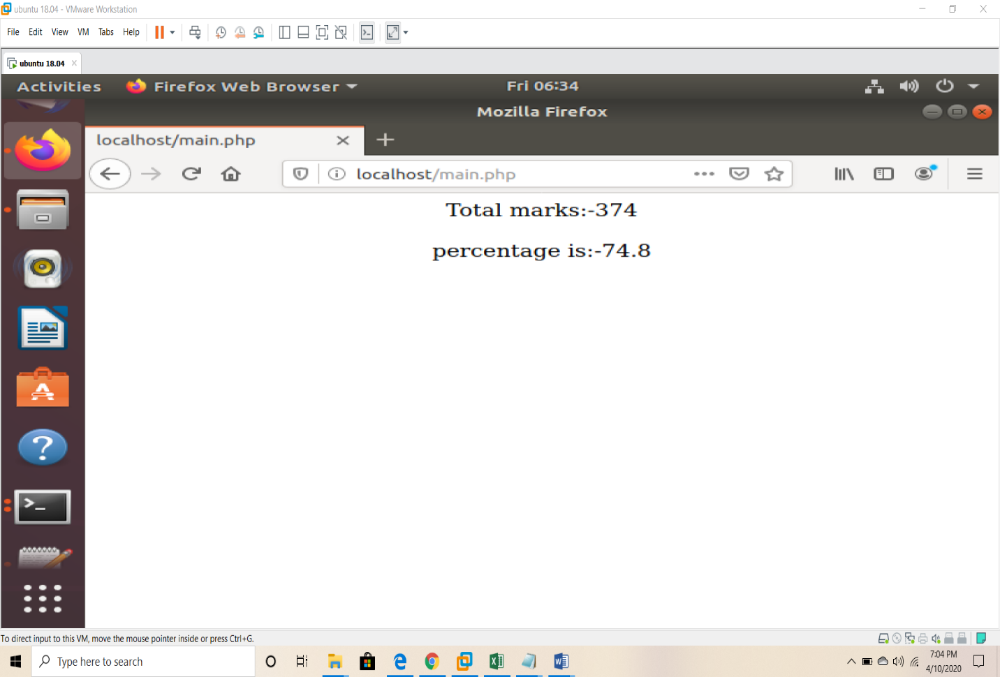 ubuntu 18.04 - VMware Workstation
File Edit View VM Tabs Help
ubuntu 18.04
Activities Firefox Web Browser Fri 06:34
Mozilla Firefox
localhost/main.php
localhost/main.php
Total marks:-374
percentage is:-74.8
To direct input to this VM, move the mouse pointer inside or press Ctrl+G.
Type here to search
7:04 PM
4/10/2020